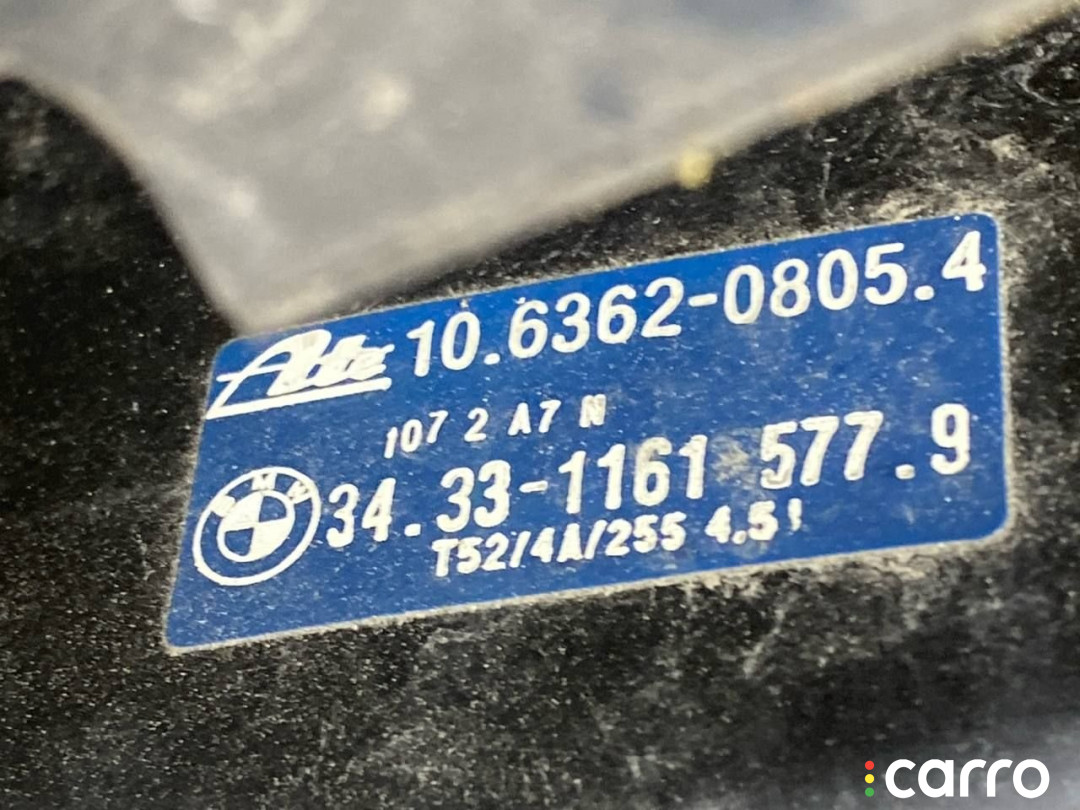 Ate 10.6362-0805.4
107 2 A7 N
BMW 34.33-1161 577.9
T52/4A/255 4.5!
carro